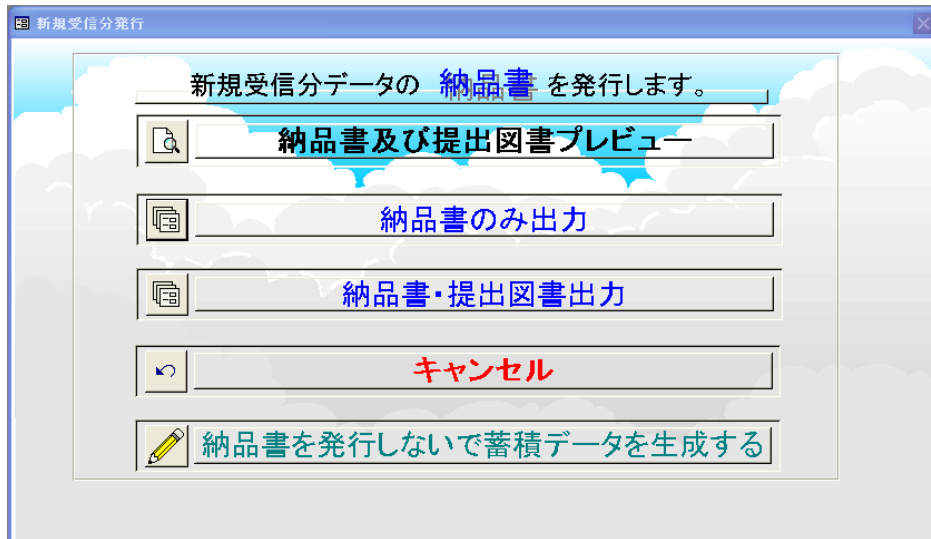 新規受信分発行
新規受信分データの 納品書 を発行します。
納品書及び提出図書プレビュー
納品書のみ出力
納品書・提出図書出力
キャンセル
納品書を発行しないで蓄積データを生成する